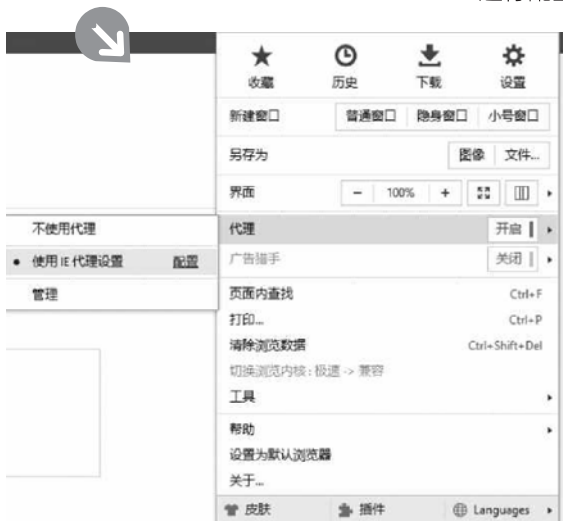 收藏 历史 下载 设置
新建窗口 普通窗口 隐身窗口 小号窗口
另存为 图像 文件...
界面 - 100% +
不使用代理
使用 IE 代理设置 配置
管理
代理 开启
广告猎手 关闭
页面内查找 Ctrl+F
打印... Ctrl+P
清除浏览数据 Ctrl+Shift+Del
切换浏览内核:极速 -> 兼容
工具
帮助
设置为默认浏览器
关于...
皮肤 插件 Languages